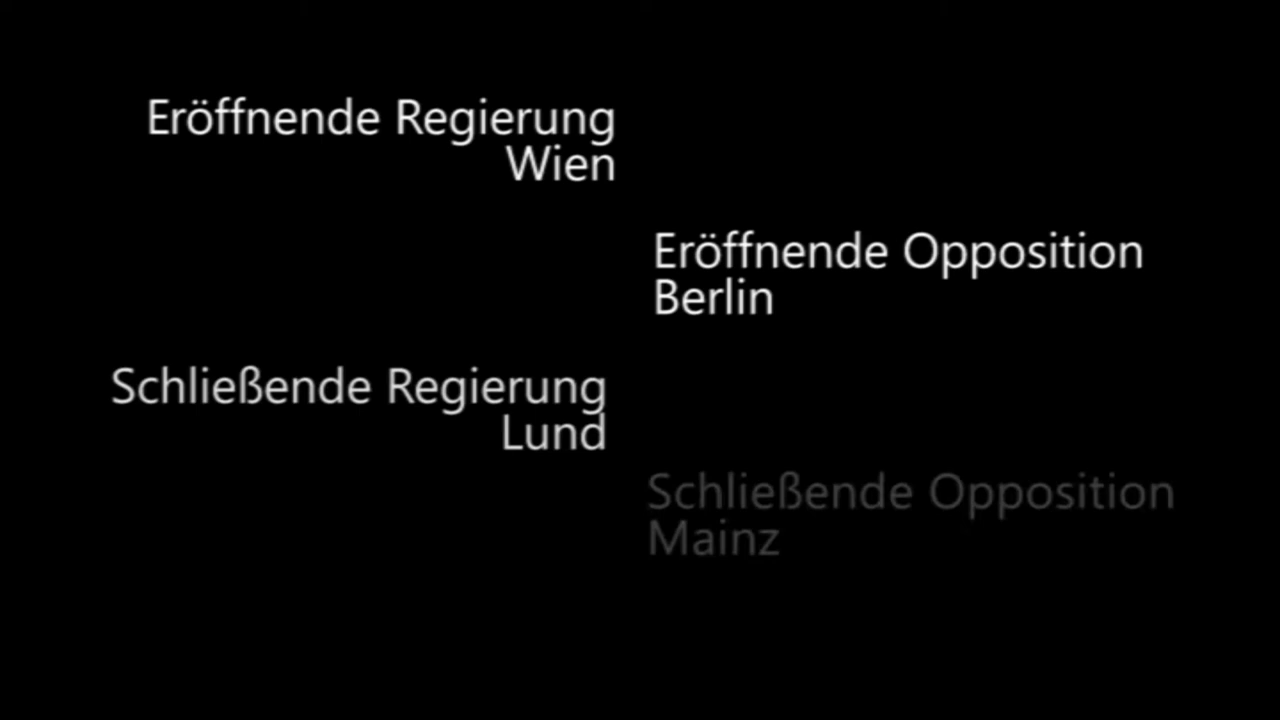 Eröffnende Regierung
Wien
Eröffnende Opposition
Berlin
Schließende Regierung
Lund
Schließende Opposition
Mainz